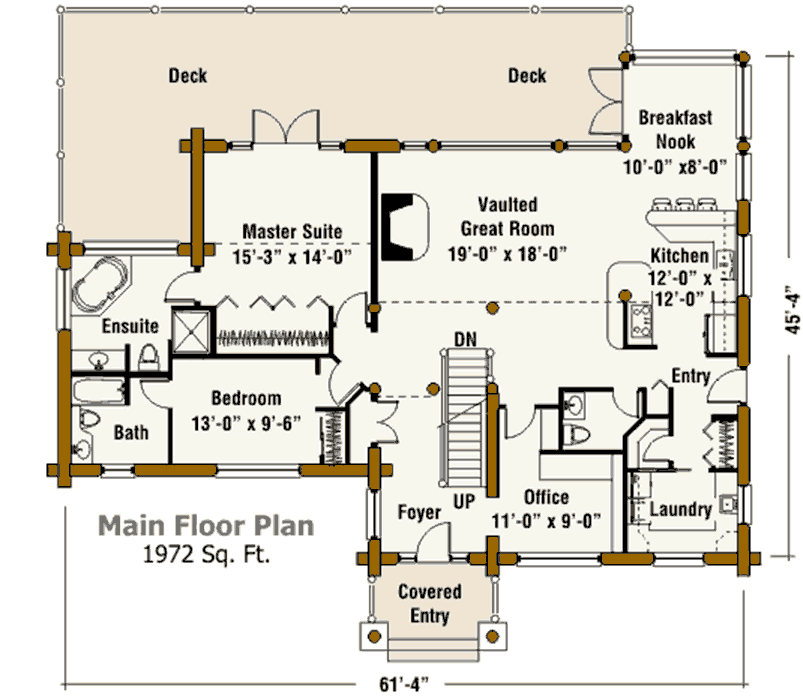 Deck
Deck
Breakfast
Nook
10'-0" x8'-0"
Master Suite
15'-3" x 14'-0"
Vaulted
Great Room
19'-0" x 18'-0"
Kitchen
12'-0" x
12'-0"
45'-4"
Ensuite
DN
Entry
Bedroom
13'-0" x 9'-6"
Bath
UP
Foyer
Office
11'-0" x 9'-0"
Laundry
Main Floor Plan
1972 Sq. Ft.
Covered
Entry
61'-4"